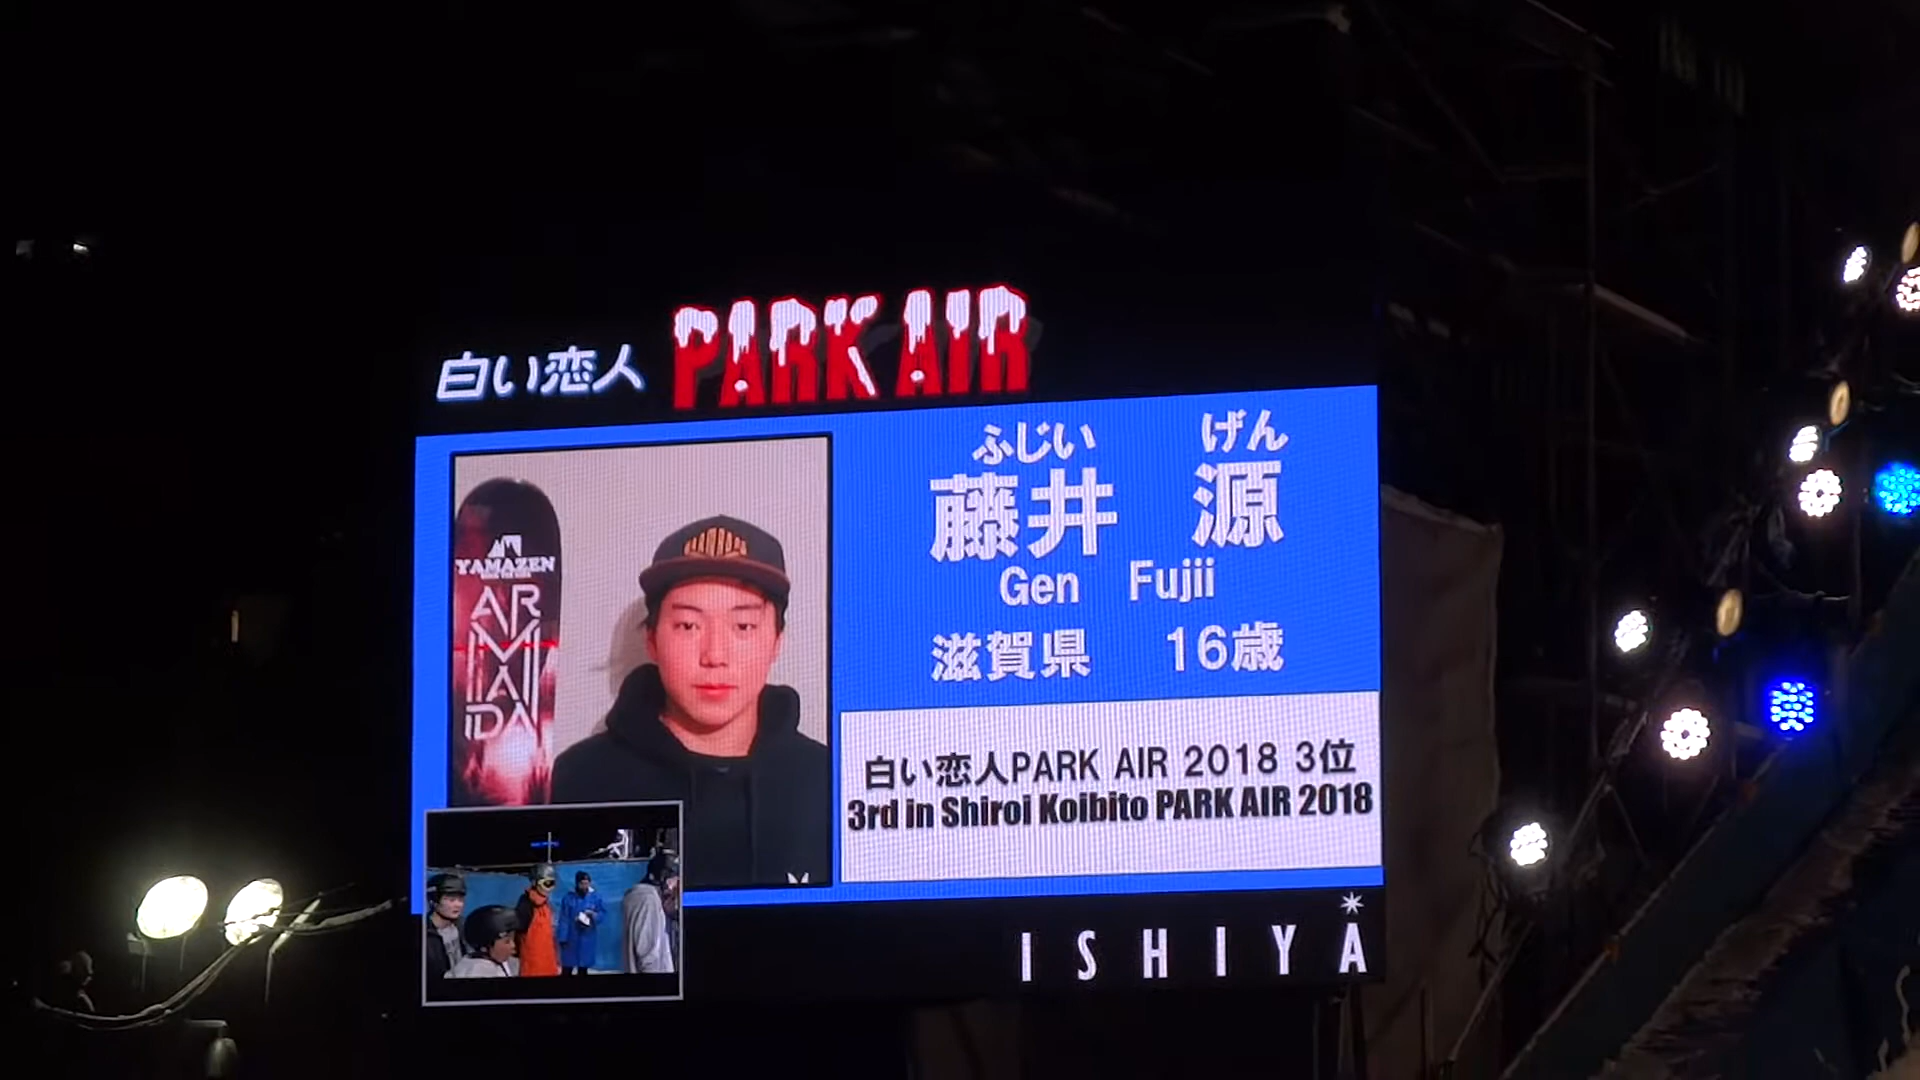 白い恋人 PARK AIR
ふじい げん
藤井 源
Gen Fujii
滋賀県 16歳
白い恋人PARK AIR 2018 3位
3rd in Shiroi Koibito PARK AIR 2018
YAMAZEN
AR
M
A
DA
ISHIYA